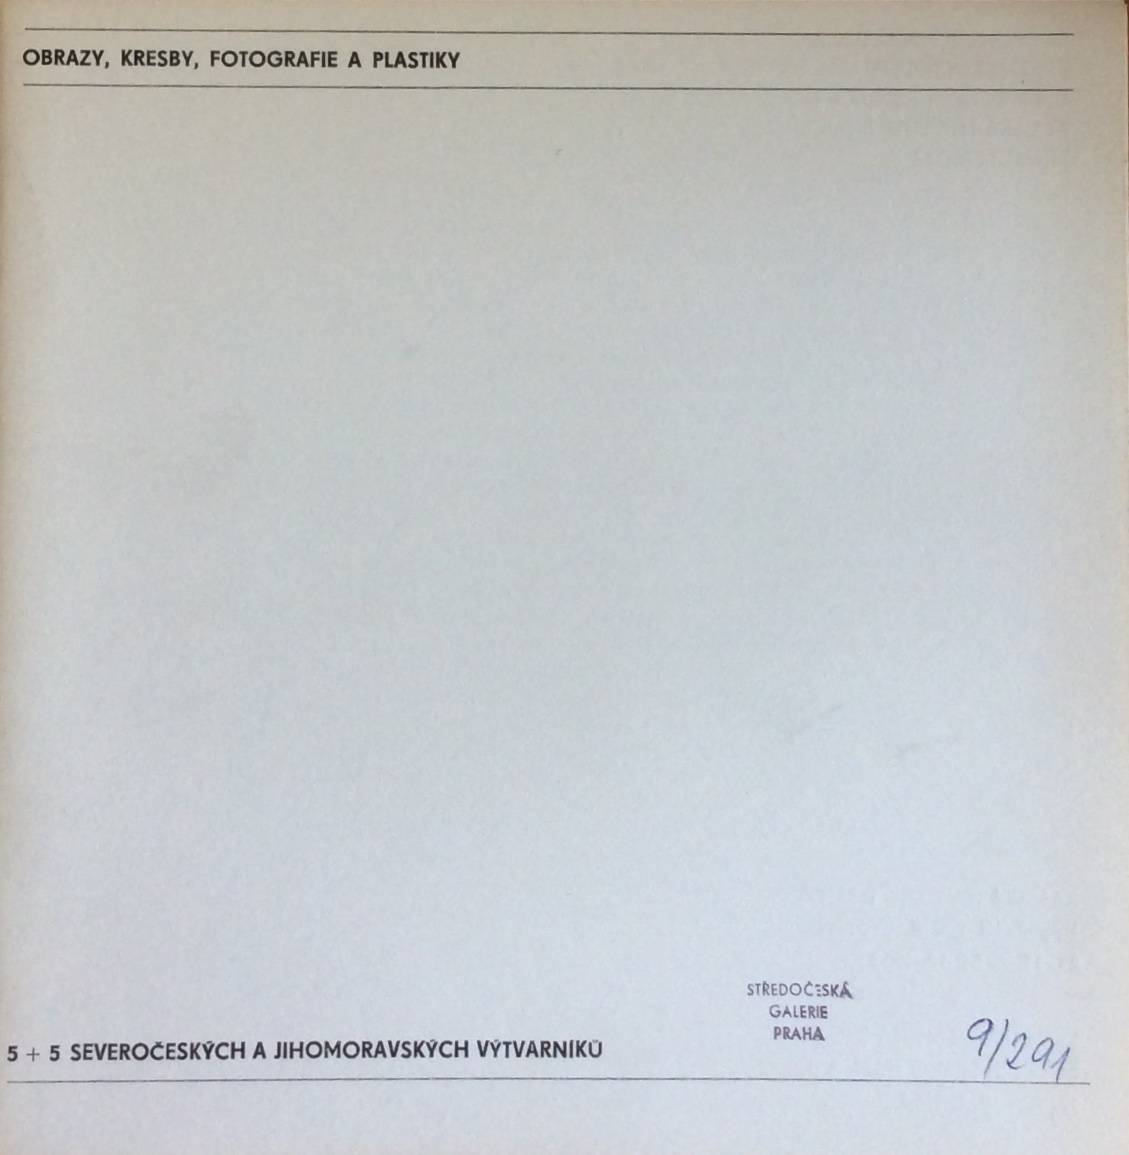 OBRAZY, KRESBY, FOTOGRAFIE A PLASTIKY
STŘEDOČESKÁ
GALERIE
PRAHA
9/291
5 + 5 SEVEROČESKÝCH A JIHOMORAVSKÝCH VÝTVARNÍKŮ